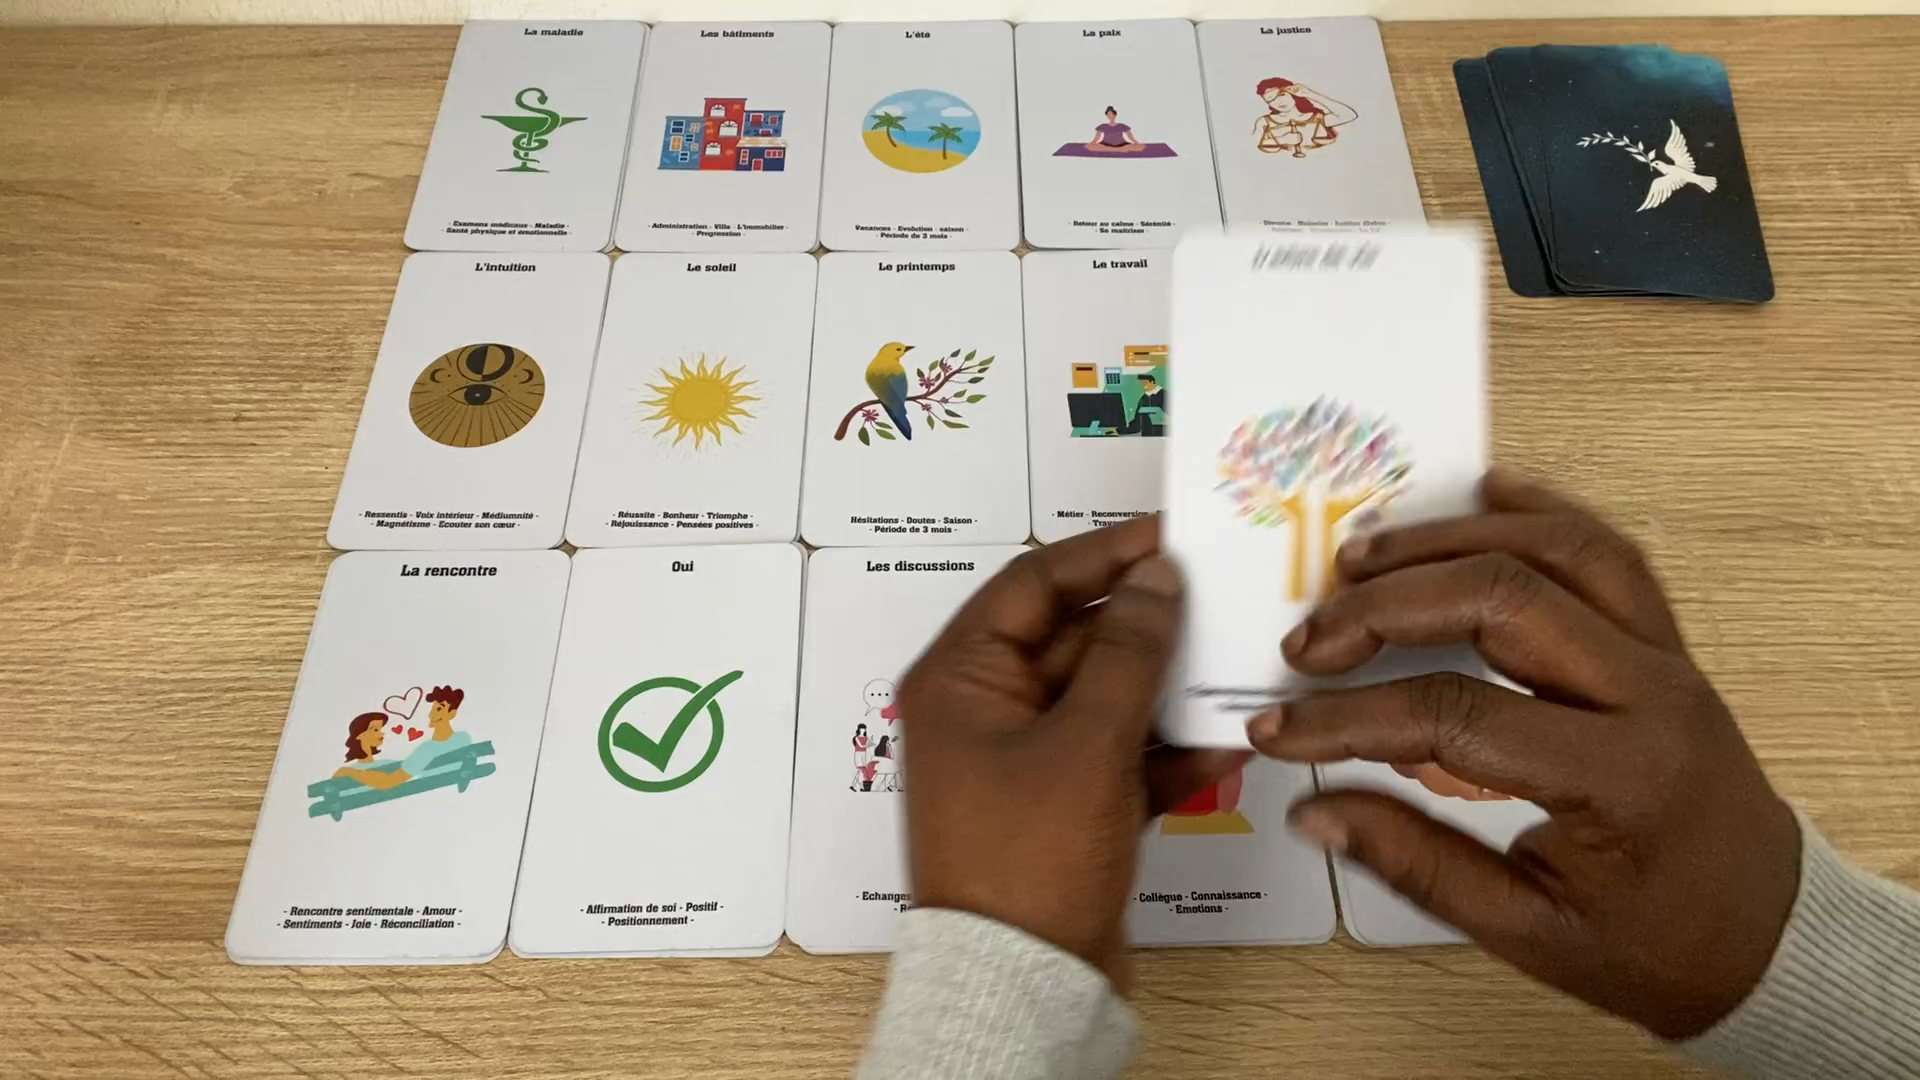 La maladie
- Examens médicaux - Maladie -
- Santé physique et émotionnelle -
Les bâtiments
- Administration - Ville - L'immobilier -
- Progression -
L'été
Vacances - Evolution - saison -
- Période de 3 mois -
La paix
- Retour au calme - Sérénité -
- Se maîtriser -
La justice
L'intuition
- Ressentis - Voix intérieur - Médiumnité -
- Magnétisme - Ecouter son cœur -
Le soleil
- Réussite - Bonheur - Triomphe -
- Réjouissance - Pensées positives -
Le printemps
Hésitations - Doutes - Saison -
- Période de 3 mois -
Le travail
- Métier - Reconversion -
La rencontre
- Rencontre sentimentale - Amour -
- Sentiments - Joie - Réconciliation -
Oui
- Affirmation de soi - Positif -
- Positionnement -
Les discussions
- Echanges
- Collègue - Connaissance -
- Emotions -